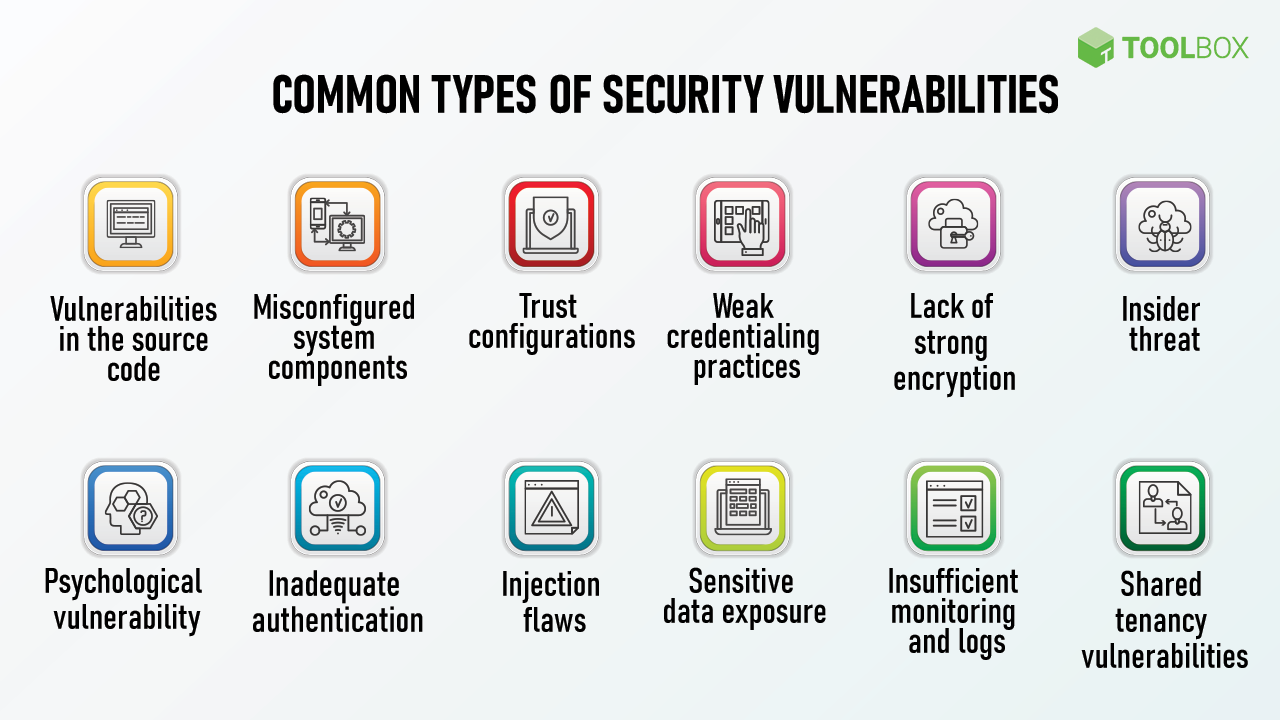 TOOLBOX
COMMON TYPES OF SECURITY VULNERABILITIES
Vulnerabilities
in the source
code
Misconfigured
system
components
Trust
configurations
Weak
credentialing
practices
Lack of
strong
encryption
Insider
threat
Psychological
vulnerability
Inadequate
authentication
Injection
flaws
Sensitive
data exposure
Insufficient
monitoring
and logs
Shared
tenancy
vulnerabilities